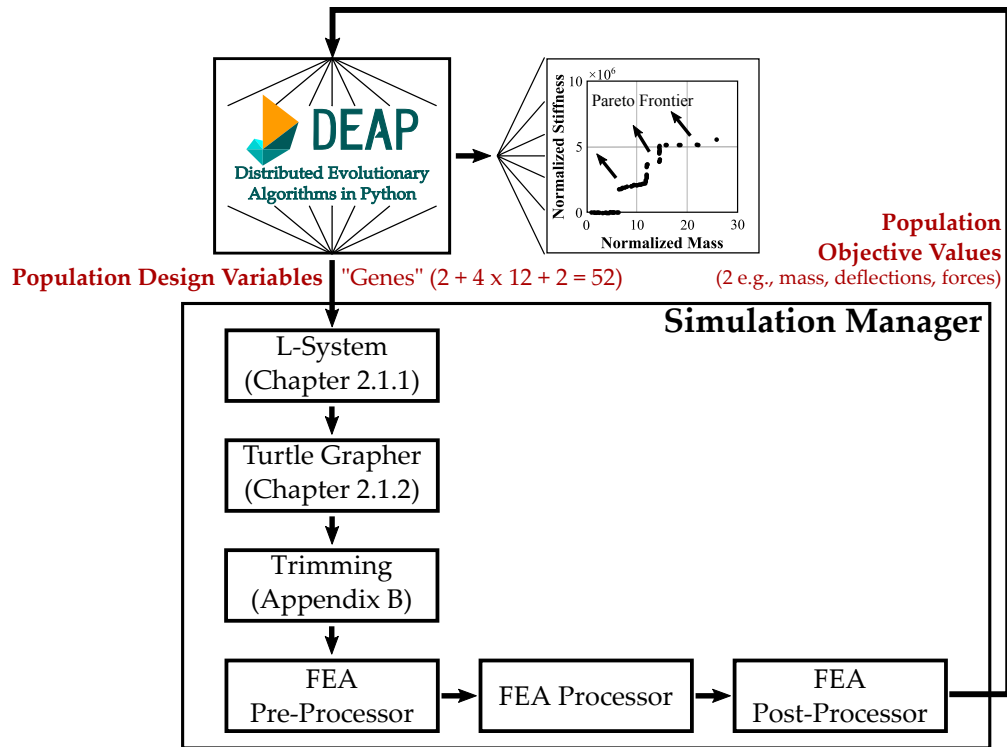 DEAP
Distributed Evolutionary
Algorithms in Python
×10⁶
10
5
0
Normalized Stiffness
Pareto Frontier
0 10 20 30
Normalized Mass
Population
Objective Values
(2 e.g., mass, deflections, forces)
Population Design Variables "Genes" (2 + 4 x 12 + 2 = 52)
Simulation Manager
L-System
(Chapter 2.1.1)
Turtle Grapher
(Chapter 2.1.2)
Trimming
(Appendix B)
FEA
Pre-Processor
FEA Processor
FEA
Post-Processor